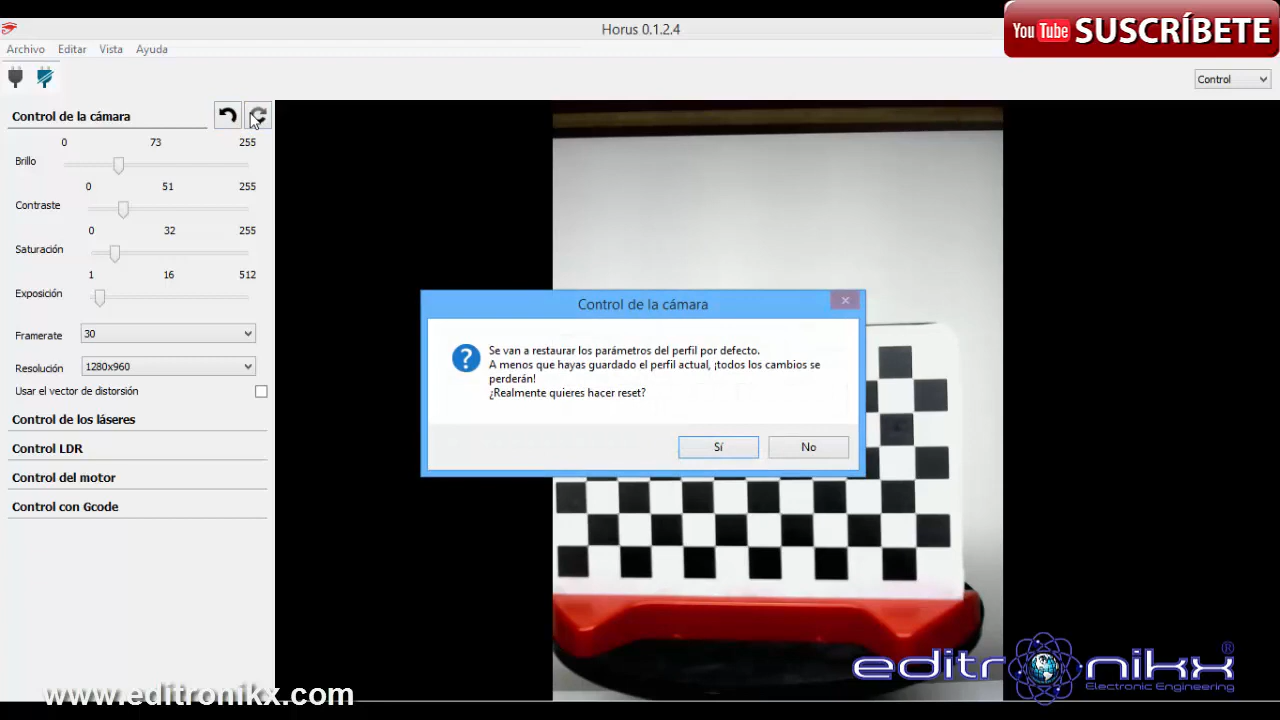 Horus 0.1.2.4
You Tube SUSCRÍBETE
Archivo Editar Vista Ayuda
Control
Control de la cámara
0 73 255
Brillo
0 51 255
Contraste
0 32 255
Saturación
1 16 512
Exposición
Framerate 30
Resolución 1280x960
Usar el vector de distorsión
Control de los láseres
Control LDR
Control del motor
Control con Gcode
Control de la cámara
Se van a restaurar los parámetros del perfil por defecto.
A menos que hayas guardado el perfil actual, ¡todos los cambios se
perderán!
¿Realmente quieres hacer reset?
Sí No
editronikx ®
Electronic Engineering
www.editronikx.com